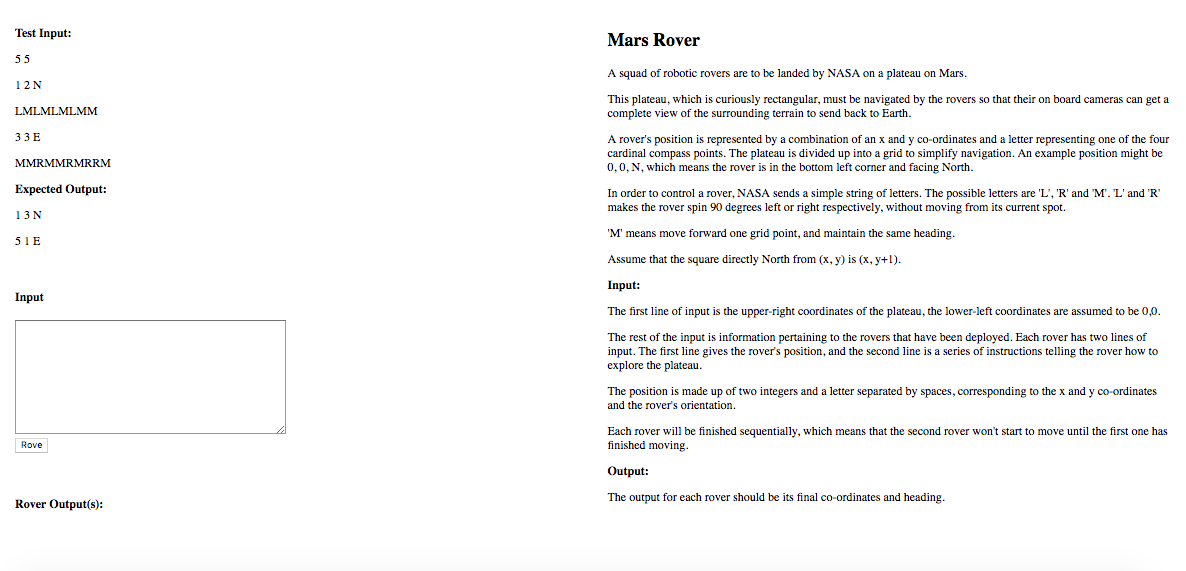 Test Input:
5 5
1 2 N
LMLMLMLMM
3 3 E
MMRMMRMRRM
Expected Output:
1 3 N
5 1 E
Input
Rove
Rover Output(s):
Mars Rover
A squad of robotic rovers are to be landed by NASA on a plateau on Mars.
This plateau, which is curiously rectangular, must be navigated by the rovers so that their on board cameras can get a
complete view of the surrounding terrain to send back to Earth.
A rover's position is represented by a combination of an x and y co-ordinates and a letter representing one of the four
cardinal compass points. The plateau is divided up into a grid to simplify navigation. An example position might be
0, 0, N, which means the rover is in the bottom left corner and facing North.
In order to control a rover, NASA sends a simple string of letters. The possible letters are 'L', 'R' and 'M'. 'L' and 'R'
makes the rover spin 90 degrees left or right respectively, without moving from its current spot.
'M' means move forward one grid point, and maintain the same heading.
Assume that the square directly North from (x, y) is (x, y+1).
Input:
The first line of input is the upper-right coordinates of the plateau, the lower-left coordinates are assumed to be 0,0.
The rest of the input is information pertaining to the rovers that have been deployed. Each rover has two lines of
input. The first line gives the rover's position, and the second line is a series of instructions telling the rover how to
explore the plateau.
The position is made up of two integers and a letter separated by spaces, corresponding to the x and y co-ordinates
and the rover's orientation.
Each rover will be finished sequentially, which means that the second rover won't start to move until the first one has
finished moving.
Output:
The output for each rover should be its final co-ordinates and heading.